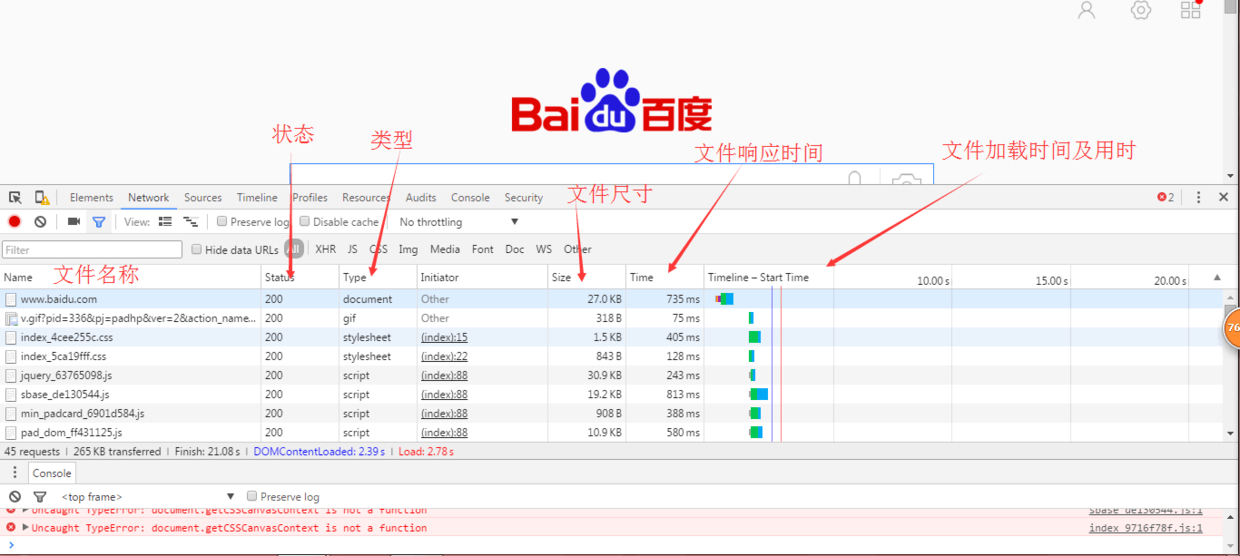 Baidu百度
状态
类型
文件响应时间
文件加载时间及用时
文件尺寸
Elements Network Sources Timeline Profiles Resources Audits Console Security 2
View: Preserve log Disable cache No throttling
Filter Hide data URLs All XHR JS CSS Img Media Font Doc WS Other
Name 文件名称 Status Type Initiator Size Time Timeline – Start Time 10.00 s 15.00 s 20.00 s
www.baidu.com 200 document Other 27.0 KB 735 ms
v.gif?pid=336&pj=padhp&ver=2&action_name... 200 gif Other 318 B 75 ms
index_4cee255c.css 200 stylesheet (index):15 1.5 KB 405 ms
76
index_5ca19fff.css 200 stylesheet (index):22 843 B 128 ms
jquery_63765098.js 200 script (index):88 30.9 KB 243 ms
sbase_de130544.js 200 script (index):88 19.2 KB 813 ms
min_padcard_6901d584.js 200 script (index):88 908 B 388 ms
pad_dom_ff431125.js 200 script (index):88 10.9 KB 580 ms
45 requests | 265 KB transferred | Finish: 21.08 s | DOMContentLoaded: 2.39 s | Load: 2.78 s
Console
<top frame> Preserve log
Uncaught TypeError: document.getCSSCanvasContext is not a function sbase_de130544.js:1
Uncaught TypeError: document.getCSSCanvasContext is not a function index_9716f78f.js:1